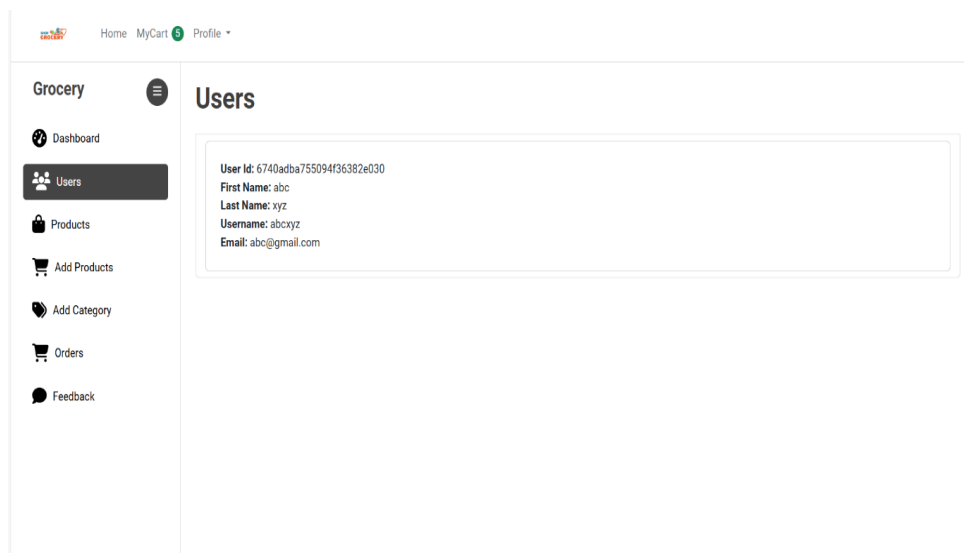 Home MyCart 5 Profile
Grocery
Users
Dashboard
Users
Products
Add Products
Add Category
Orders
Feedback
User Id: 6740adba755094f36382e030
First Name: abc
Last Name: xyz
Username: abcxyz
Email: abc@gmail.com